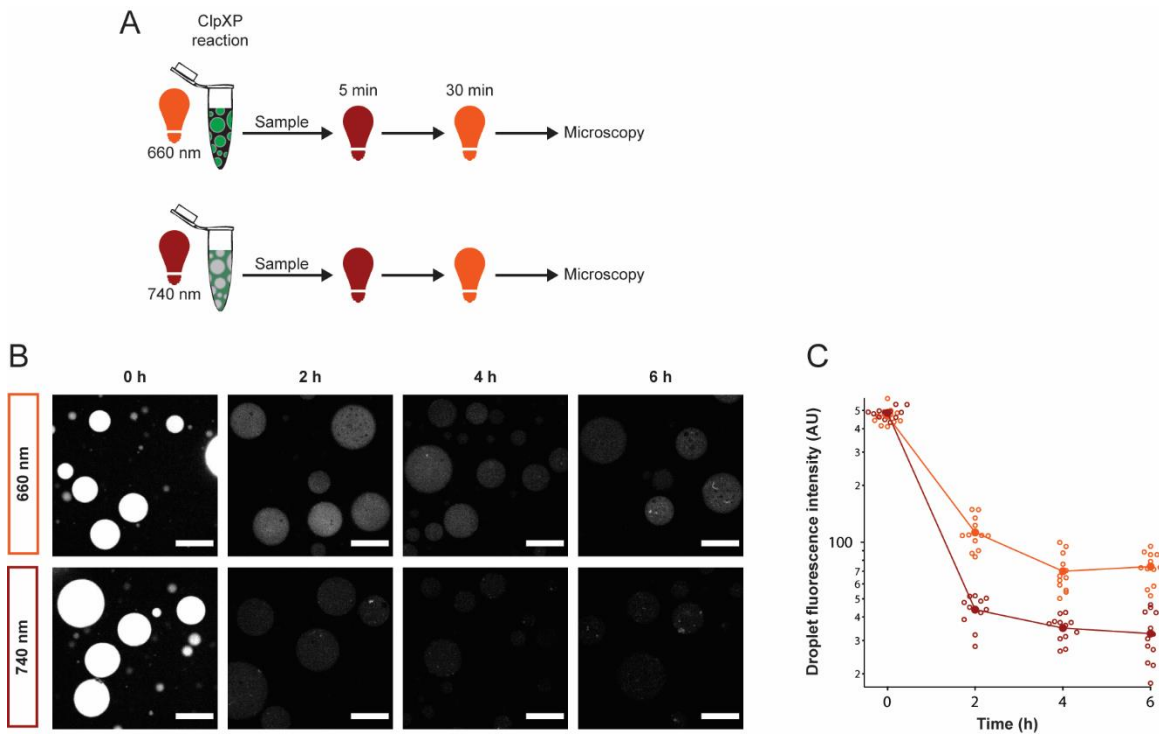 A
ClpXP
reaction
5 min
30 min
Sample
Microscopy
660 nm
Sample
Microscopy
740 nm
B
0 h
2 h
4 h
6 h
660 nm
740 nm
C
Droplet fluorescence intensity (AU)
5
4
3
2
100
7
6
5
4
3
2
0
2
4
6
Time (h)